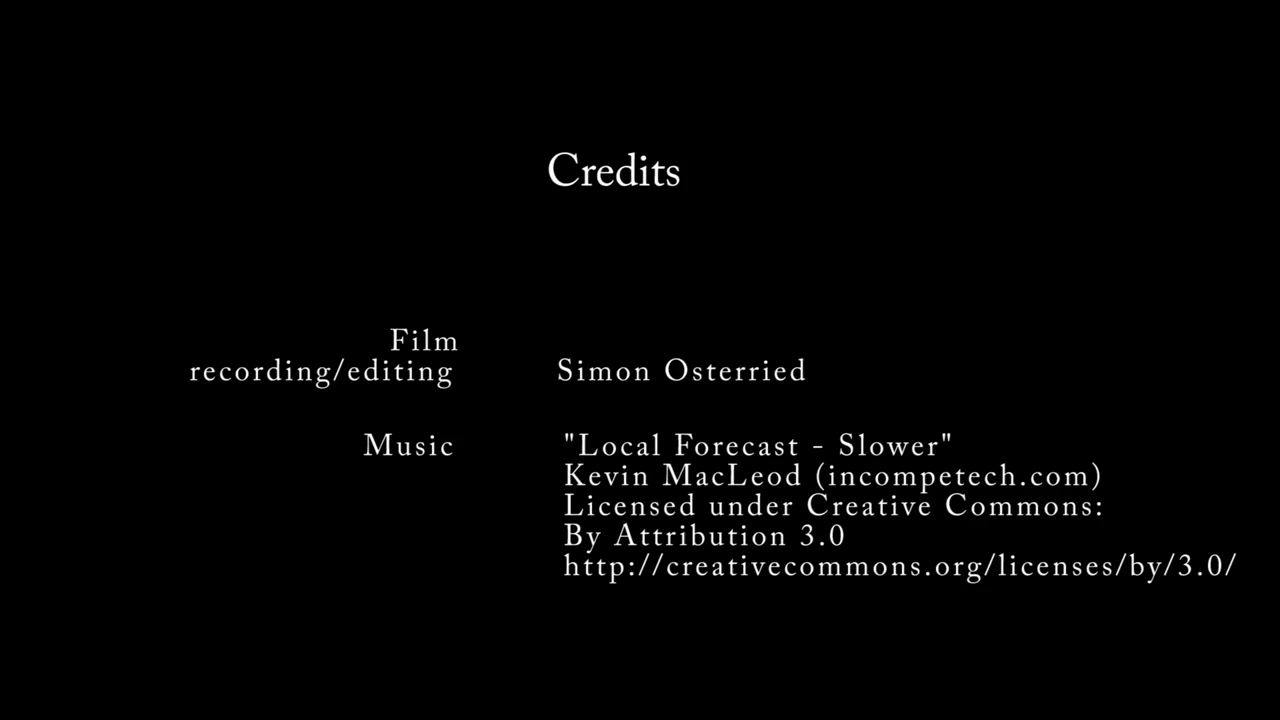 Credits
Film
recording/editing Simon Osterried
Music "Local Forecast - Slower"
Kevin MacLeod (incompetech.com)
Licensed under Creative Commons:
By Attribution 3.0
http://creativecommons.org/licenses/by/3.0/